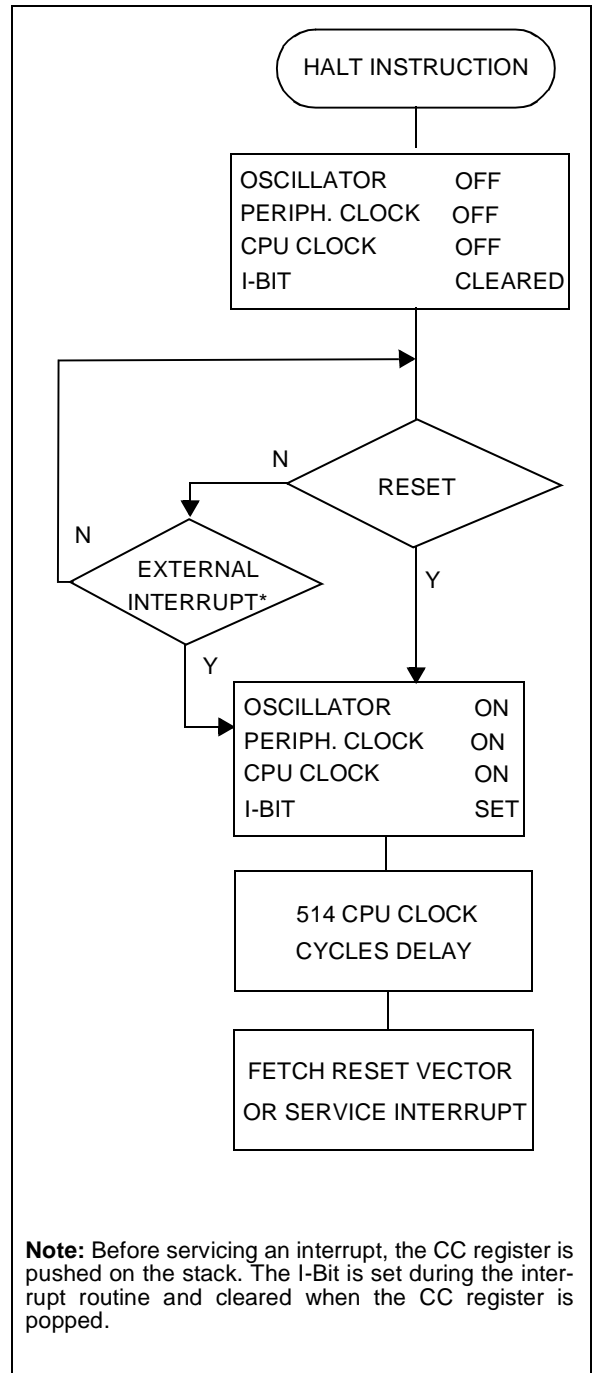 HALT INSTRUCTION
OSCILLATOR OFF
PERIPH. CLOCK OFF
CPU CLOCK OFF
I-BIT CLEARED
N
RESET
N
EXTERNAL
INTERRUPT*
Y
Y
OSCILLATOR ON
PERIPH. CLOCK ON
CPU CLOCK ON
I-BIT SET
514 CPU CLOCK
CYCLES DELAY
FETCH RESET VECTOR
OR SERVICE INTERRUPT
Note: Before servicing an interrupt, the CC register is
pushed on the stack. The I-Bit is set during the inter-
rupt routine and cleared when the CC register is
popped.